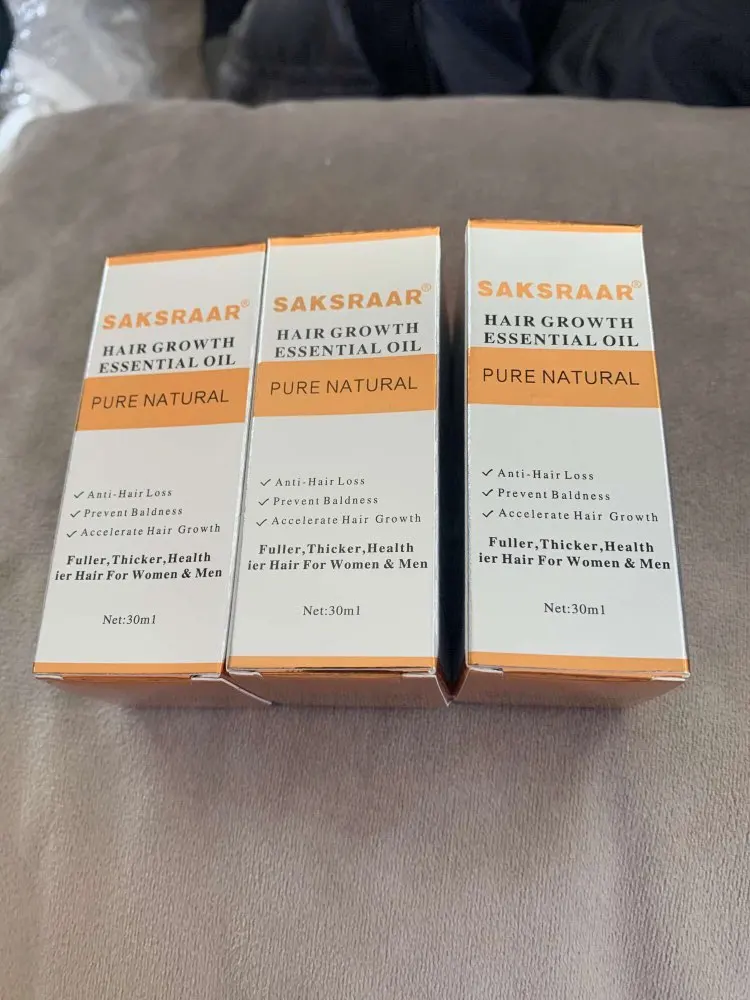 SAKSRAAR®
HAIR GROWTH
ESSENTIAL OIL
PURE NATURAL
✓ Anti-Hair Loss
✓ Prevent Baldness
✓ Accelerate Hair Growth
Fuller,Thicker,Health
ier Hair For Women & Men
Net:30ml
SAKSRAAR®
HAIR GROWTH
ESSENTIAL OIL
PURE NATURAL
✓ Anti-Hair Loss
✓ Prevent Baldness
✓ Accelerate Hair Growth
Fuller,Thicker,Health
ier Hair For Women & Men
Net:30ml
SAKSRAAR®
HAIR GROWTH
ESSENTIAL OIL
PURE NATURAL
✓ Anti-Hair Loss
✓ Prevent Baldness
✓ Accelerate Hair Growth
Fuller,Thicker,Health
ier Hair For Women & Men
Net:30ml